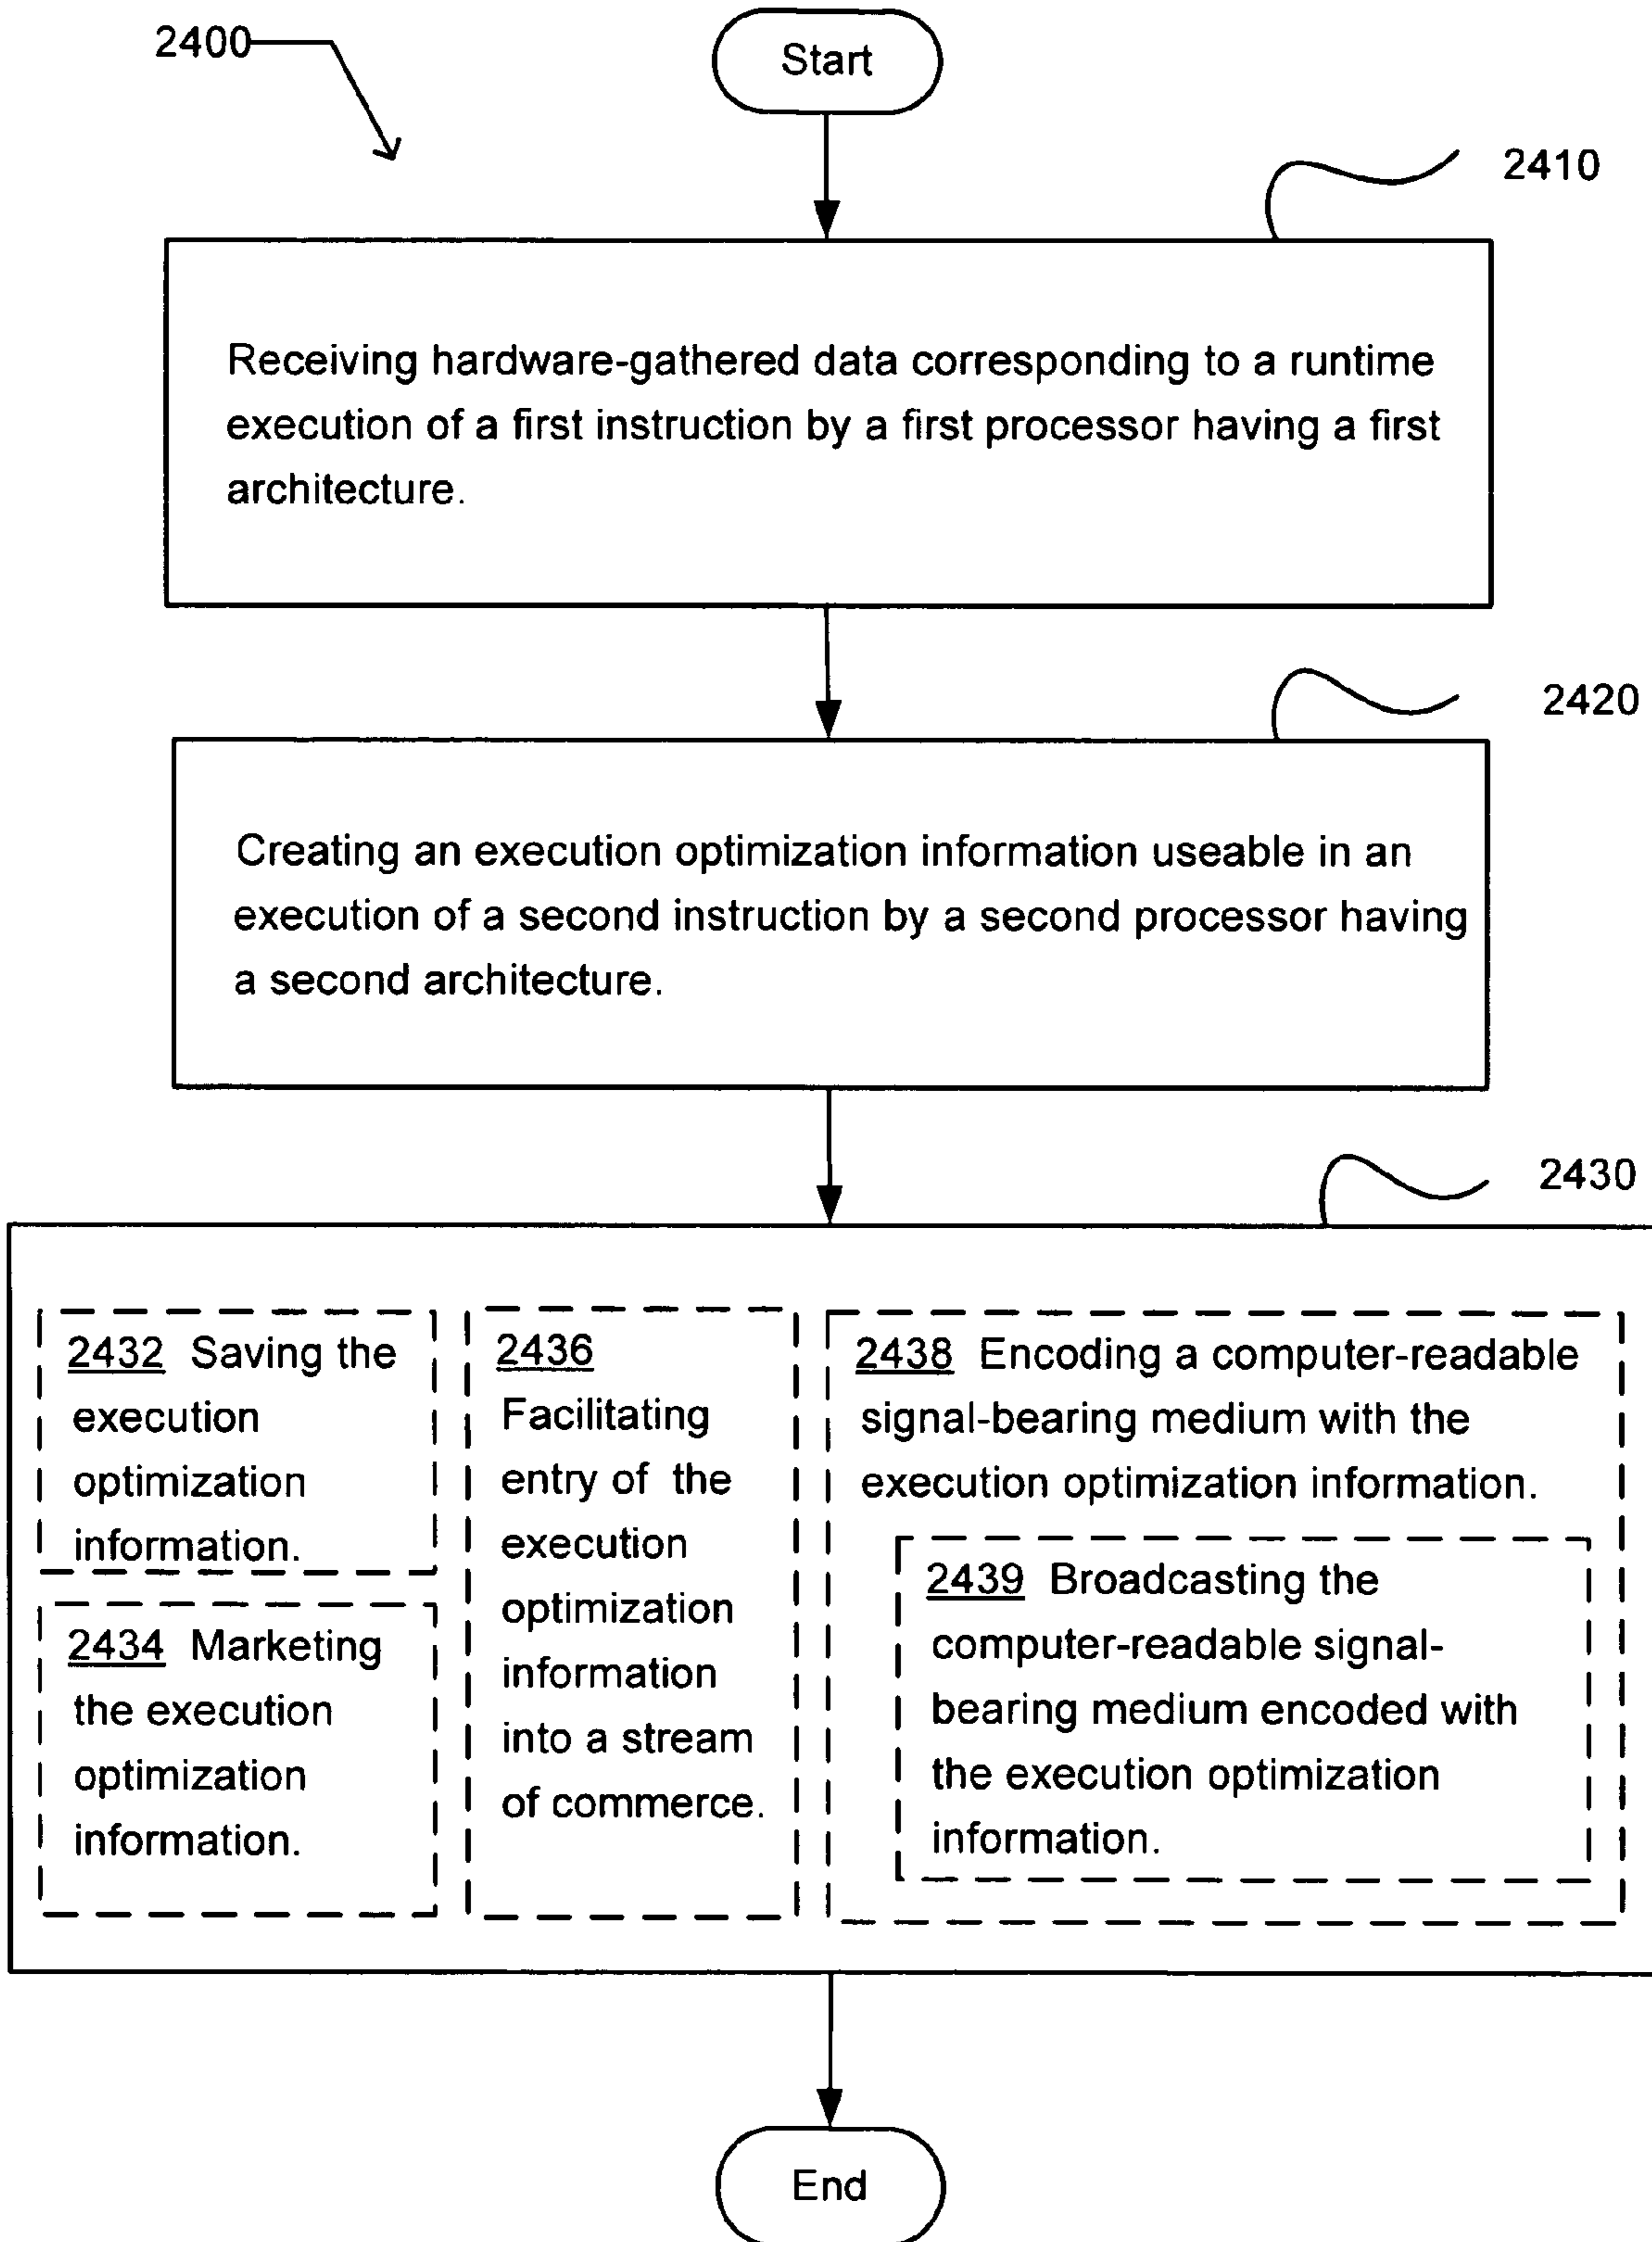 2400
Start
2410
Receiving hardware-gathered data corresponding to a runtime
execution of a first instruction by a first processor having a first
architecture.
2420
Creating an execution optimization information useable in an
execution of a second instruction by a second processor having
a second architecture.
2430
2432 Saving the
execution
optimization
information.
2434 Marketing
the execution
optimization
information.
2436
Facilitating
entry of the
execution
optimization
information
into a stream
of commerce.
2438 Encoding a computer-readable
signal-bearing medium with the
execution optimization information.
2439 Broadcasting the
computer-readable signal-
bearing medium encoded with
the execution optimization
information.
End